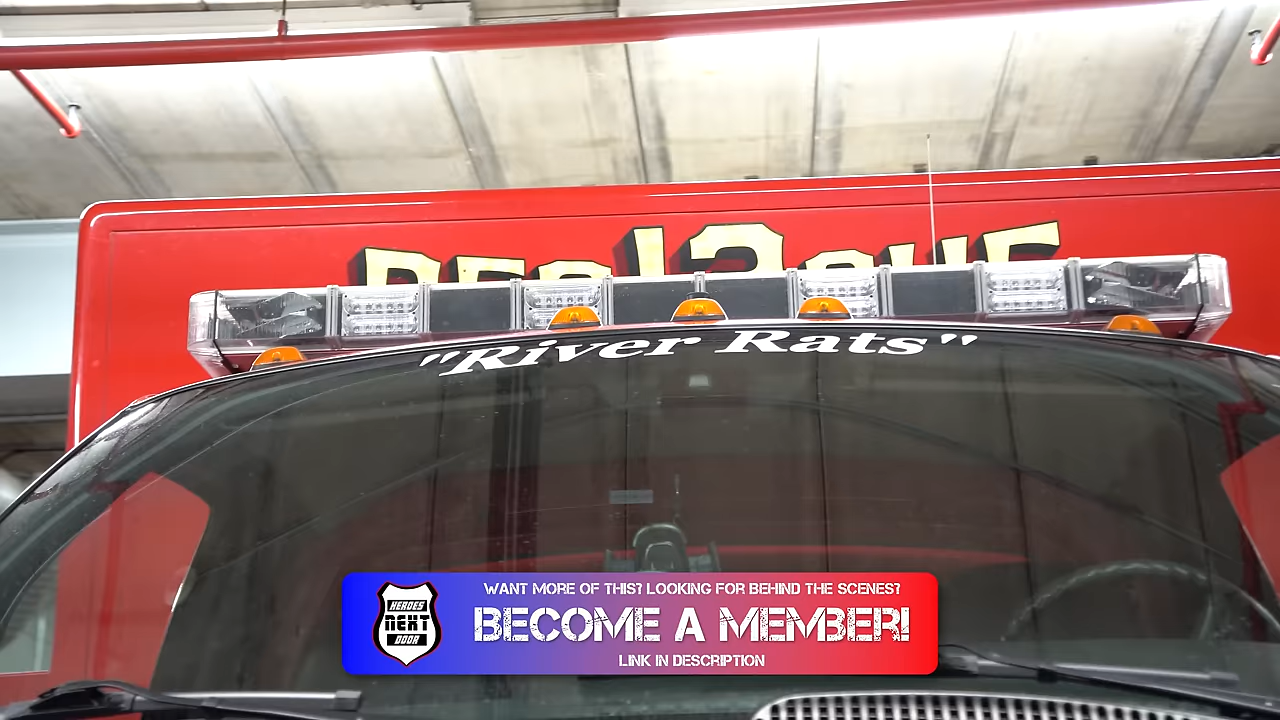 12
"River Rats"
HEROES
NEXT
DOOR
WANT MORE OF THIS? LOOKING FOR BEHIND THE SCENES?
BECOME A MEMBER!
LINK IN DESCRIPTION